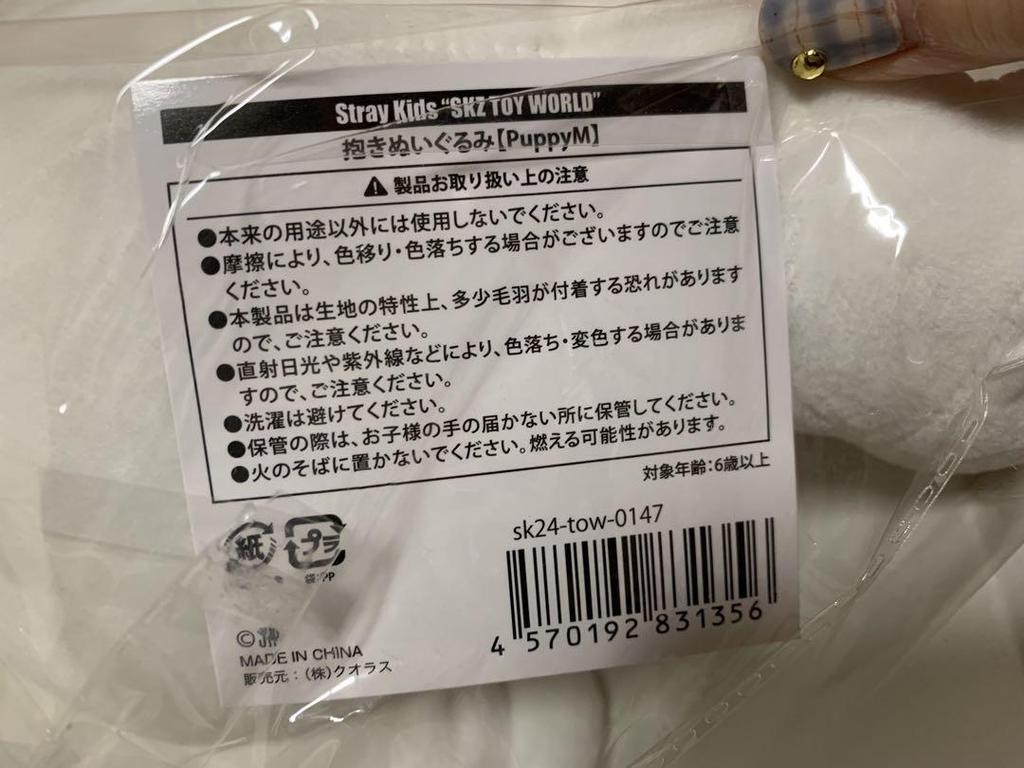 Stray Kids "SKZ TOY WORLD"
抱きぬいぐるみ【PuppyM】
製品お取り扱い上の注意
●本来の用途以外には使用しないでください。
●摩擦により、色移り・色落ちする場合がございますのでご注意
ください。
●本製品は生地の特性上、多少毛羽が付着する恐れがあります
ので、ご注意ください。
●直射日光や紫外線などにより、色落ち・変色する場合がありま
すので、ご注意ください。
●洗濯は避けてください。
●保管の際は、お子様の手の届かない所に保管してください。
●火のそばに置かないでください。燃える可能性があります。
対象年齢:6歳以上
sk24-tow-0147
紙 プラ
袋:PP
4 570192 831356
©
MADE IN CHINA
販売元:(株)クオラス